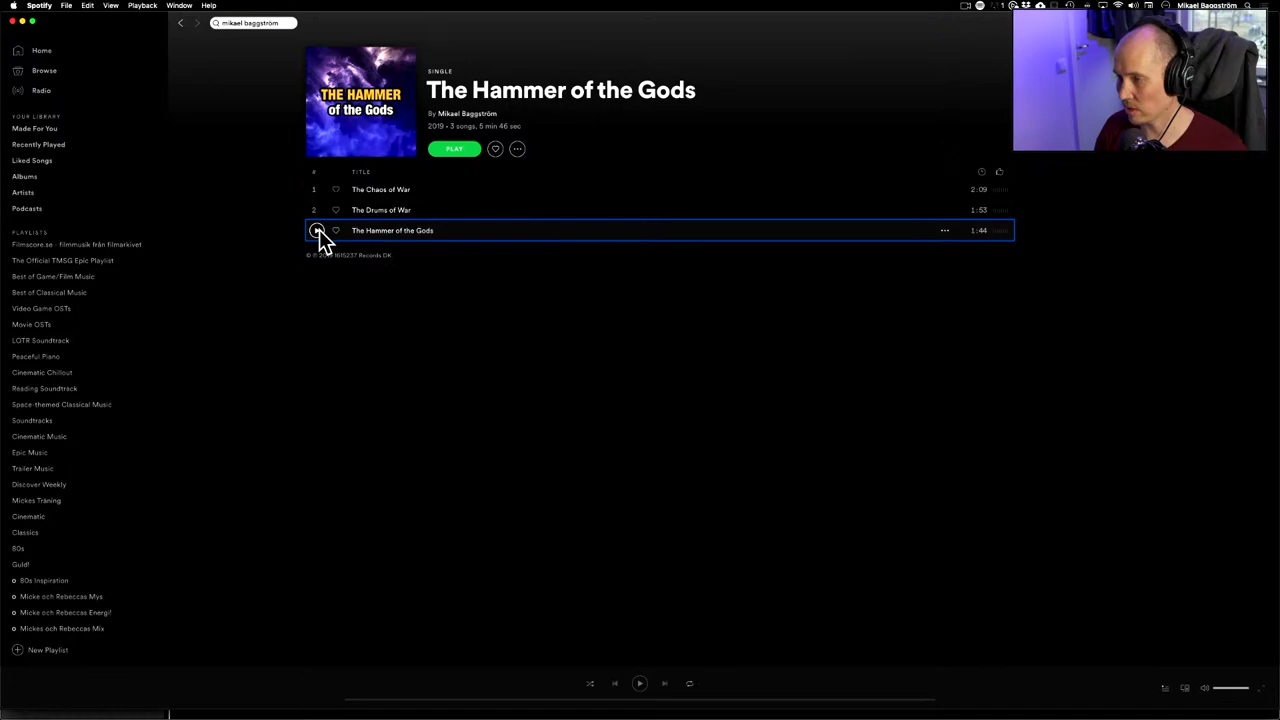 Spotify File Edit View Playback Window Help
1 Mikael Baggström
mikael baggström
Home
Browse
Radio
YOUR LIBRARY
Made For You
Recently Played
Liked Songs
Albums
Artists
Podcasts
PLAYLISTS
Filmscore.se - filmmusik från filmarkivet
The Official TMSG Epic Playlist
Best of Game/Film Music
Best of Classical Music
Video Game OSTs
Movie OSTs
LOTR Soundtrack
Peaceful Piano
Cinematic Chillout
Reading Soundtrack
Space-themed Classical Music
Soundtracks
Cinematic Music
Epic Music
Trailer Music
Discover Weekly
Mickes Träning
Cinematic
Classics
80s
Guld!
80s Inspiration
Micke och Rebeccas Mys
Micke och Rebeccas Energi!
Mickes och Rebeccas Mix
New Playlist
THE HAMMER
of the Gods
SINGLE
The Hammer of the Gods
By Mikael Baggström
2019 • 3 songs, 5 min 46 sec
PLAY
# TITLE
1 The Chaos of War 2:09
2 The Drums of War 1:53
The Hammer of the Gods 1:44
© ℗ 1615237 Records DK